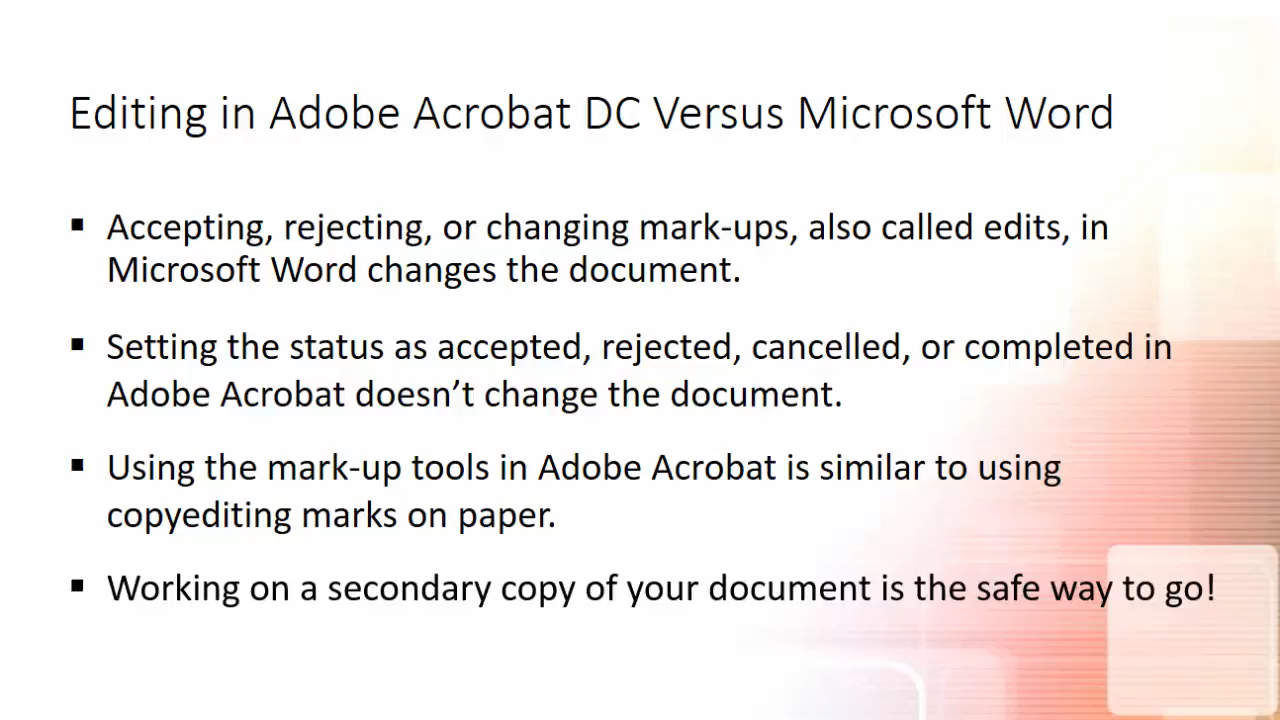 Editing in Adobe Acrobat DC Versus Microsoft Word
▪ Accepting, rejecting, or changing mark-ups, also called edits, in
Microsoft Word changes the document.
▪ Setting the status as accepted, rejected, cancelled, or completed in
Adobe Acrobat doesn’t change the document.
▪ Using the mark-up tools in Adobe Acrobat is similar to using
copyediting marks on paper.
▪ Working on a secondary copy of your document is the safe way to go!